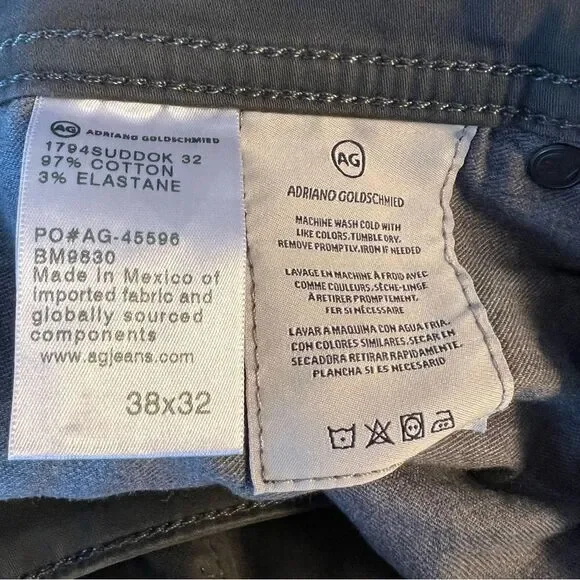 AG ADRIANO GOLDSCHMIED
1794SUDDOK 32
97% COTTON
3% ELASTANE
PO#AG-45596
BM9630
Made in Mexico of
imported fabric and
globally sourced
components
www.agjeans.com
38x32
AG
ADRIANO GOLDSCHMIED
MACHINE WASH COLD WITH
LIKE COLORS. TUMBLE DRY.
REMOVE PROMPTLY. IRON IF NEEDED
LAVAGE EN MACHINE À FROID AVEC
COMME COULEURS. SÈCHE-LINGE
À RETIRER PROMPTEMENT.
FER SI NÉCESSAIRE
LAVAR A MAQUINA CON AGUA FRIA.
CON COLORES SIMILARES. SECAR EN
SECADORA RETIRAR RAPIDAMENTE.
PLANCHA SI ES NECESARIO